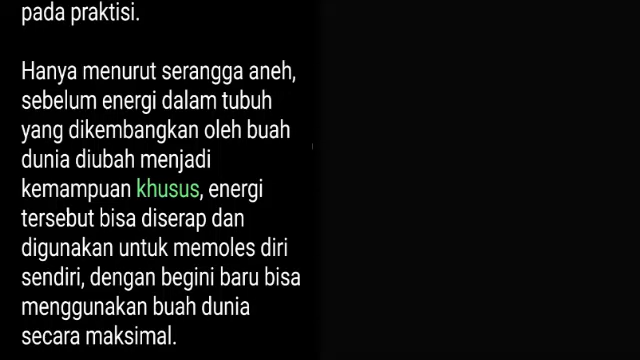 pada praktisi.
Hanya menurut serangga aneh,
sebelum energi dalam tubuh
yang dikembangkan oleh buah
dunia diubah menjadi
kemampuan khusus, energi
tersebut bisa diserap dan
digunakan untuk memoles diri
sendiri, dengan begini baru bisa
menggunakan buah dunia
secara maksimal.